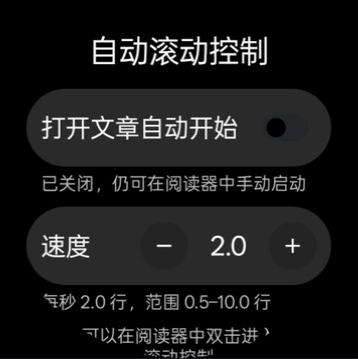 自动滚动控制
打开文章自动开始
已关闭，仍可在阅读器中手动启动
速度
− 2.0 +
每秒 2.0 行，范围 0.5–10.0 行
可以在阅读器中双击进
滚动控制